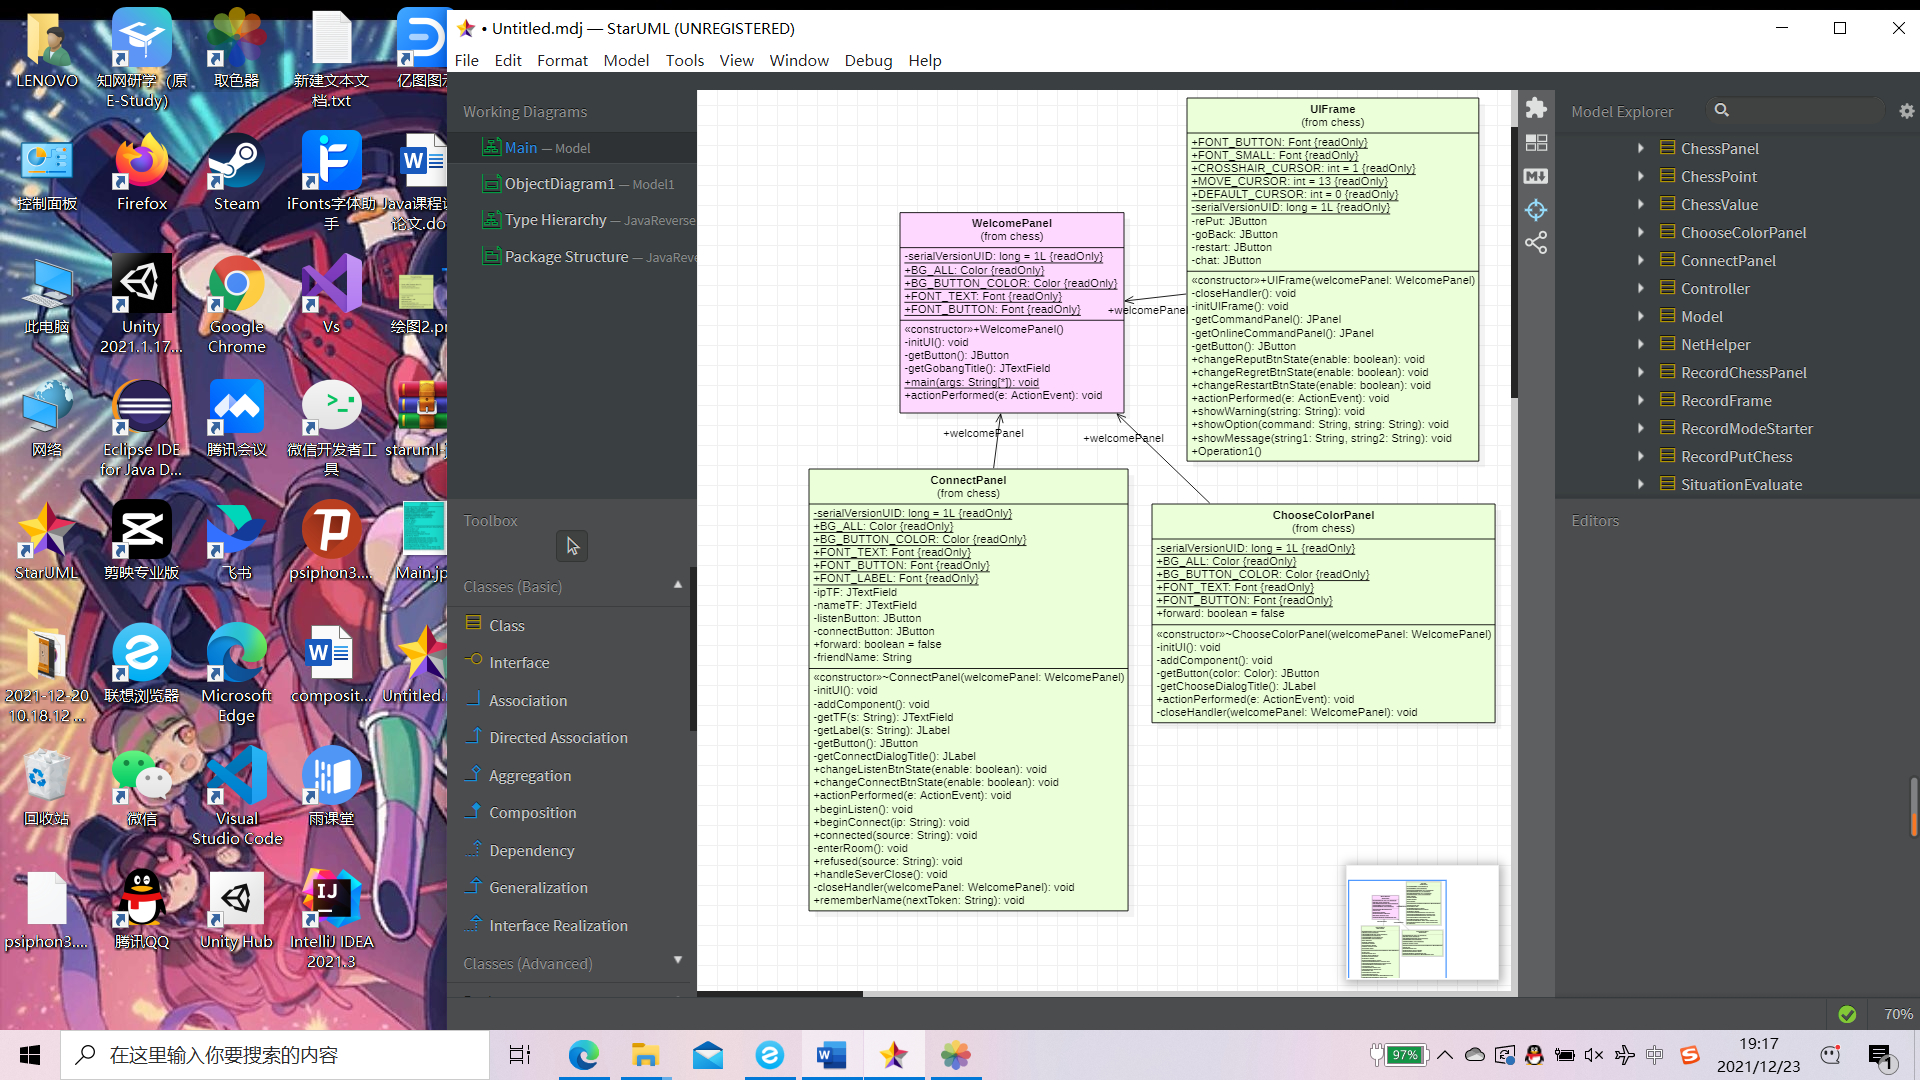 LENOVO
知网研学（原
E-Study）
取色器
新建文本文
档.txt
亿图图示
控制面板
Firefox
Steam
iFonts字体助
手
Java课程设
论文.do...
此电脑
Unity
2021.1.17...
Google
Chrome
Vs
绘图2.pn
网络
Eclipse IDE
for Java D...
腾讯会议
微信开发者工
具
staruml-j
StarUML
剪映专业版
飞书
psiphon3....
Main.jp
2021-12-20
10.18.12 ...
联想浏览器
Microsoft
Edge
composit...
Untitled.
回收站
微信
Visual
Studio Code
雨课堂
psiphon3....
腾讯QQ
Unity Hub
IntelliJ IDEA
2021.3
• Untitled.mdj — StarUML (UNREGISTERED)
File Edit Format Model Tools View Window Debug Help
Working Diagrams
Main — Model
ObjectDiagram1 — Model1
Type Hierarchy — JavaReverse
Package Structure — JavaReve
Toolbox
Classes (Basic)
Class
Interface
Association
Directed Association
Aggregation
Composition
Dependency
Generalization
Interface Realization
Classes (Advanced)
WelcomePanel
(from chess)
-serialVersionUID: long = 1L {readOnly}
+BG_ALL: Color {readOnly}
+BG_BUTTON_COLOR: Color {readOnly}
+FONT_TEXT: Font {readOnly}
+FONT_BUTTON: Font {readOnly}
«constructor»+WelcomePanel()
-initUI(): void
-getButton(): JButton
-getGobangTitle(): JTextField
+main(args: String[*]): void
+actionPerformed(e: ActionEvent): void
+welcomePanel
+welcomePanel
+welcomePanel
UIFrame
(from chess)
+FONT_BUTTON: Font {readOnly}
+FONT_SMALL: Font {readOnly}
+CROSSHAIR_CURSOR: int = 1 {readOnly}
+MOVE_CURSOR: int = 13 {readOnly}
+DEFAULT_CURSOR: int = 0 {readOnly}
-serialVersionUID: long = 1L {readOnly}
-rePut: JButton
-goBack: JButton
-restart: JButton
-chat: JButton
«constructor»+UIFrame(welcomePanel: WelcomePanel)
-closeHandler(): void
-initUIFrame(): void
-getCommandPanel(): JPanel
-getOnlineCommandPanel(): JPanel
-getButton(): JButton
+changeReputBtnState(enable: boolean): void
+changeRegretBtnState(enable: boolean): void
+changeRestartBtnState(enable: boolean): void
+actionPerformed(e: ActionEvent): void
+showWarning(string: String): void
+showOption(command: String, string: String): void
+showMessage(string1: String, string2: String): void
+Operation1()
ConnectPanel
(from chess)
-serialVersionUID: long = 1L {readOnly}
+BG_ALL: Color {readOnly}
+BG_BUTTON_COLOR: Color {readOnly}
+FONT_TEXT: Font {readOnly}
+FONT_BUTTON: Font {readOnly}
+FONT_LABEL: Font {readOnly}
-ipTF: JTextField
-nameTF: JTextField
-listenButton: JButton
-connectButton: JButton
+forward: boolean = false
-friendName: String
«constructor»~ConnectPanel(welcomePanel: WelcomePanel)
-initUI(): void
-addComponent(): void
-getTF(s: String): JTextField
-getLabel(s: String): JLabel
-getButton(): JButton
-getConnectDialogTitle(): JLabel
+changeListenBtnState(enable: boolean): void
+changeConnectBtnState(enable: boolean): void
+actionPerformed(e: ActionEvent): void
+beginListen(): void
+beginConnect(ip: String): void
+connected(source: String): void
-enterRoom(): void
+refused(source: String): void
+handleSeverClose(): void
-closeHandler(welcomePanel: WelcomePanel): void
+rememberName(nextToken: String): void
ChooseColorPanel
(from chess)
-serialVersionUID: long = 1L {readOnly}
+BG_ALL: Color {readOnly}
+BG_BUTTON_COLOR: Color {readOnly}
+FONT_TEXT: Font {readOnly}
+FONT_BUTTON: Font {readOnly}
+forward: boolean = false
«constructor»~ChooseColorPanel(welcomePanel: WelcomePanel)
-initUI(): void
-addComponent(): void
-getButton(color: Color): JButton
-getChooseDialogTitle(): JLabel
+actionPerformed(e: ActionEvent): void
-closeHandler(welcomePanel: WelcomePanel): void
Model Explorer
ChessPanel
ChessPoint
ChessValue
ChooseColorPanel
ConnectPanel
Controller
Model
NetHelper
RecordChessPanel
RecordFrame
RecordModeStarter
RecordPutChess
SituationEvaluate
Editors
70%
在这里输入你要搜索的内容
97%
中
19:17
2021/12/23
1